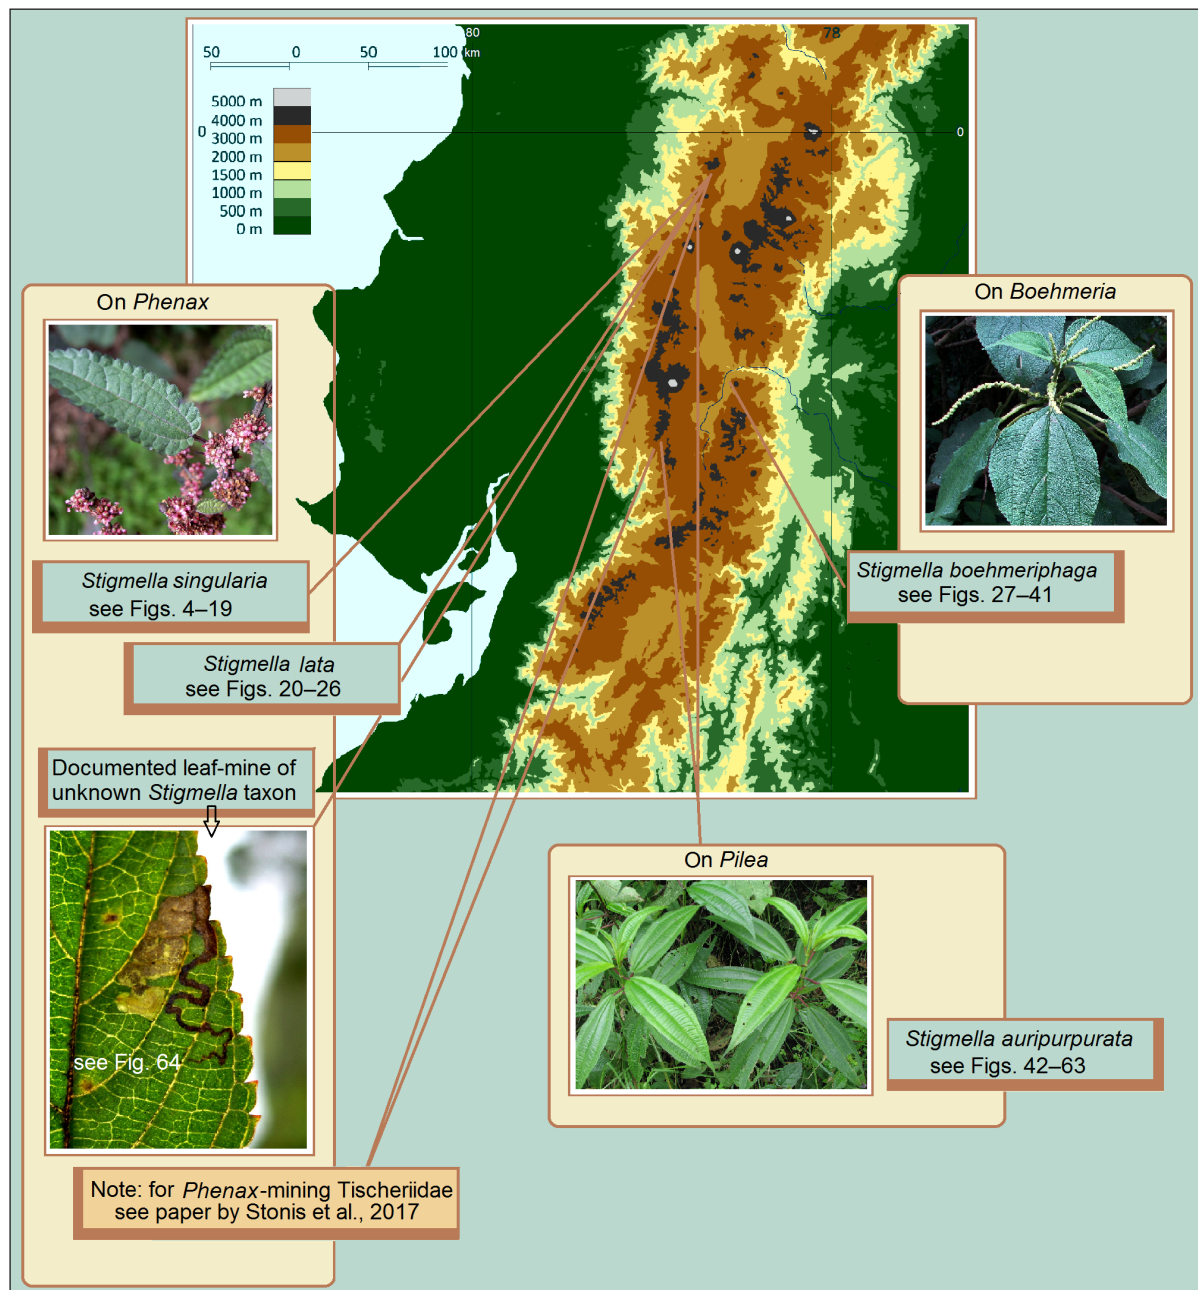 80
78
50 0 50 100 km
5000 m
4000 m
3000 m
2000 m
1500 m
1000 m
500 m
0 m
0
0
On Phenax
On Boehmeria
Stigmella singularia
see Figs. 4–19
Stigmella boehmeriphaga
see Figs. 27–41
Stigmella lata
see Figs. 20–26
Documented leaf-mine of
unknown Stigmella taxon
On Pilea
see Fig. 64
Stigmella auripurpurata
see Figs. 42–63
Note: for Phenax-mining Tischeriidae
see paper by Stonis et al., 2017